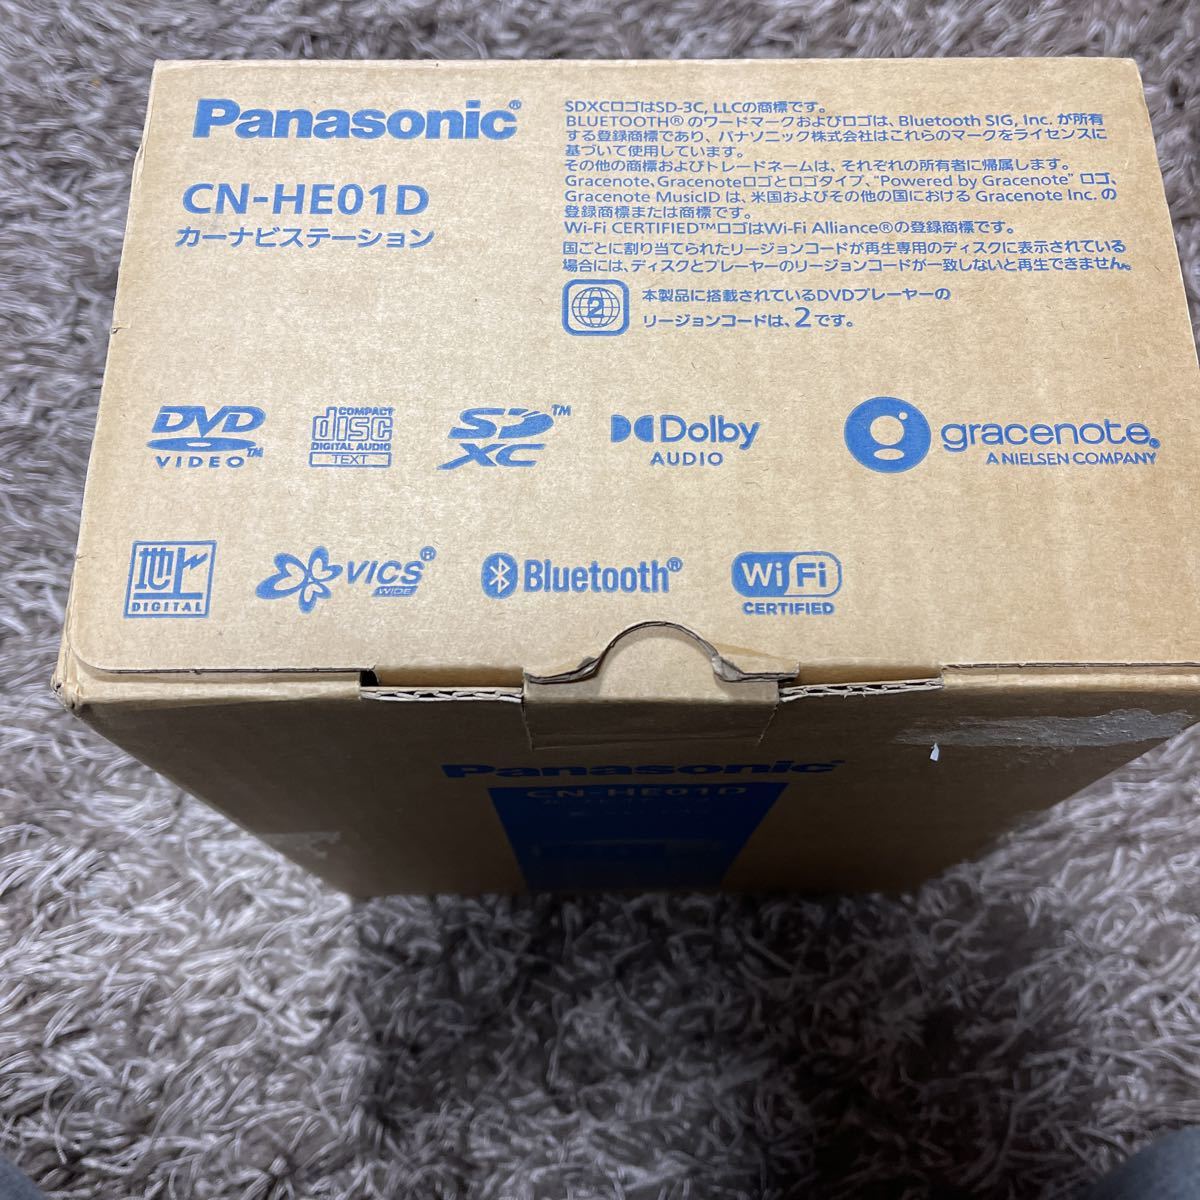 Panasonic®
CN-HE01D
カーナビステーション
SDXCロゴはSD-3C, LLCの商標です。
BLUETOOTH® のワードマークおよびロゴは、Bluetooth SIG, Inc. が所有
する登録商標であり、パナソニック株式会社はこれらのマークをライセンスに
基づいて使用しています。
その他の商標およびトレードネームは、それぞれの所有者に帰属します。
Gracenote、Gracenoteロゴとロゴタイプ、"Powered by Gracenote" ロゴ、
Gracenote MusicID は、米国およびその他の国における Gracenote Inc. の
登録商標または商標です。
Wi-Fi CERTIFIED™ロゴはWi-Fi Alliance®の登録商標です。
国ごとに割り当てられたリージョンコードが再生専用のディスクに表示されている
場合には、ディスクとプレーヤーのリージョンコードが一致しないと再生できません。
2
本製品に搭載されているDVDプレーヤーの
リージョンコードは、2です。
DVD
VIDEO™
COMPACT
disc
DIGITAL AUDIO
TEXT
SD™
XC
Dolby
AUDIO
gracenote®
A NIELSEN COMPANY
地上
DIGITAL
VICS®
WIDE
Bluetooth®
Wi Fi
CERTIFIED
Panasonic
CN-HE01D